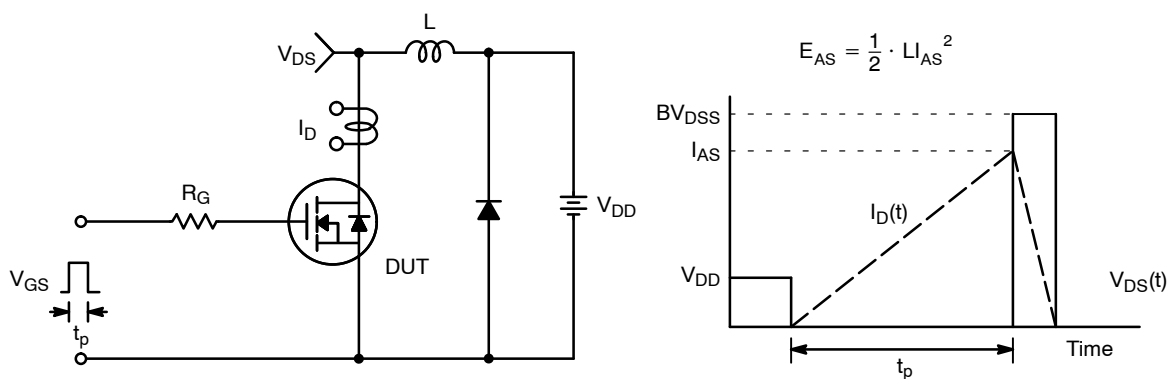 V_DS
L
I_D
R_G
V_DD
DUT
V_GS
t_p
E_AS = 1/2 · LI_AS^2
BV_DSS
I_AS
I_D(t)
V_DD
V_DS(t)
Time
t_p